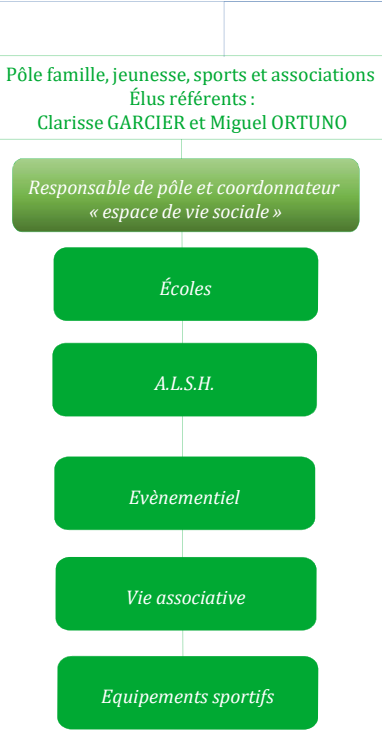 Pôle famille, jeunesse, sports et associations
Élus référents :
Clarisse GARCIER et Miguel ORTUNO
Responsable de pôle et coordonnateur
« espace de vie sociale »
Écoles
A.L.S.H.
Evènementiel
Vie associative
Equipements sportifs